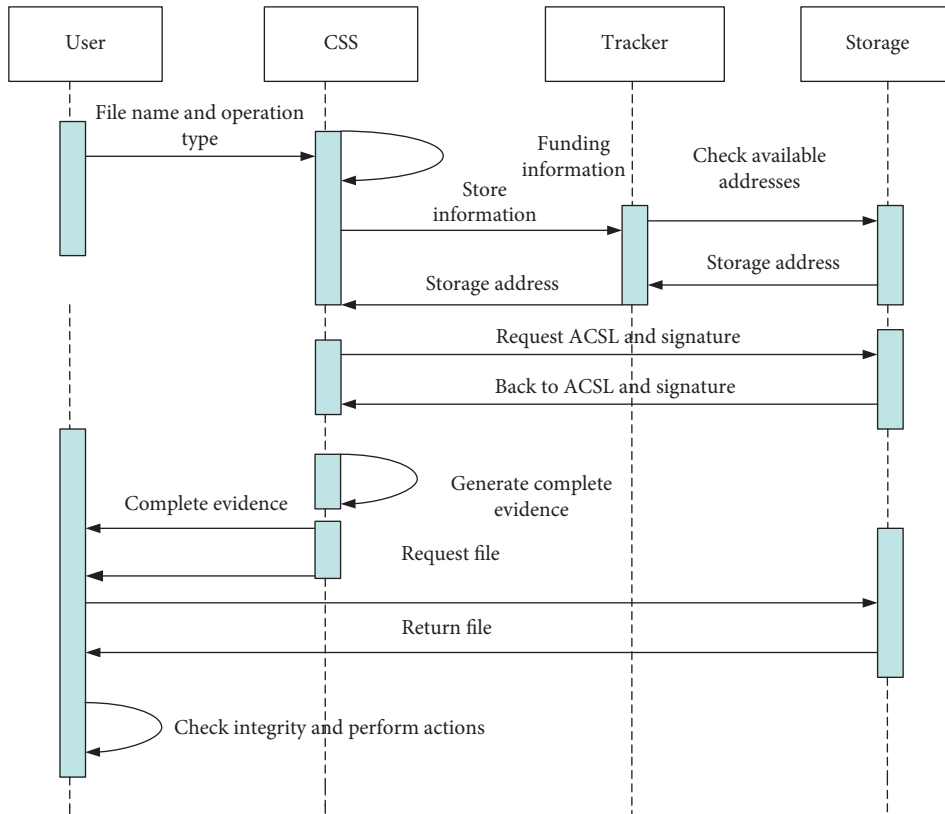 User
CSS
Tracker
Storage
File name and operation
type
Funding
information
Check available
addresses
Store
information
Storage address
Storage address
Request ACSL and signature
Back to ACSL and signature
Generate complete
evidence
Complete evidence
Request file
Return file
Check integrity and perform actions